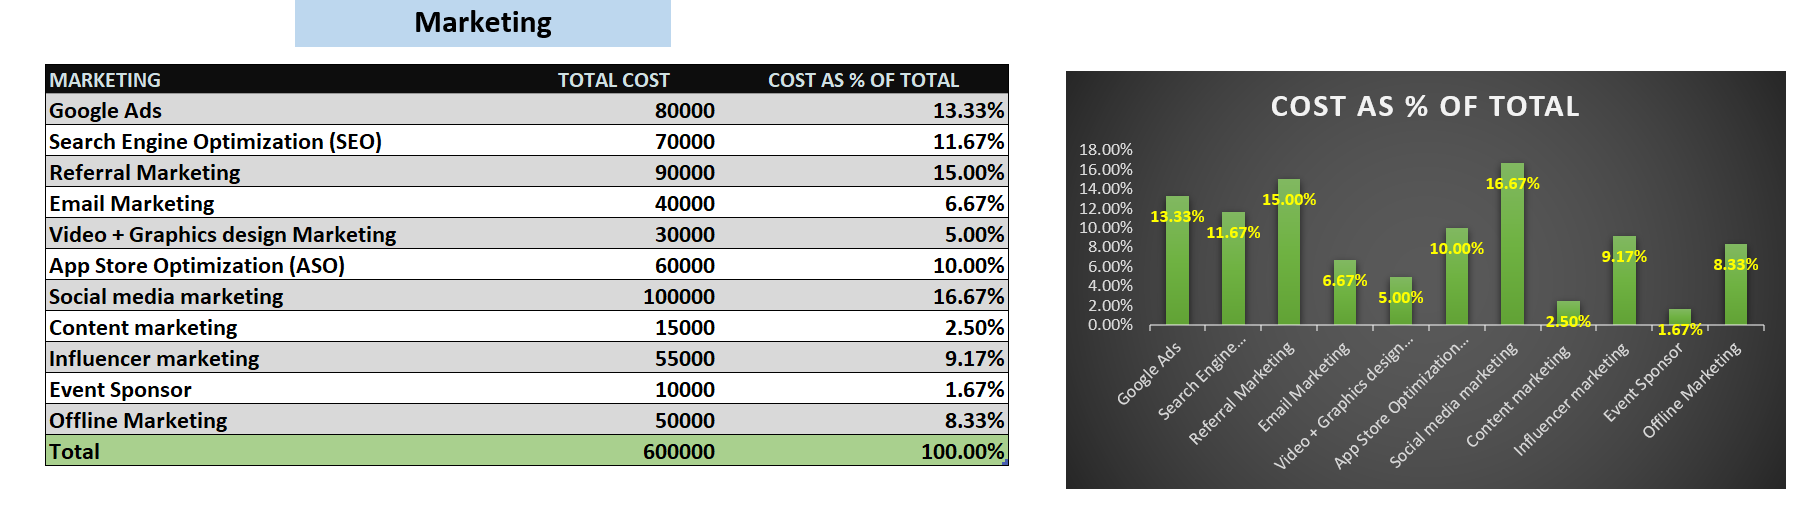 Marketing
MARKETING TOTAL COST COST AS % OF TOTAL
Google Ads 80000 13.33%
Search Engine Optimization (SEO) 70000 11.67%
Referral Marketing 90000 15.00%
Email Marketing 40000 6.67%
Video + Graphics design Marketing 30000 5.00%
App Store Optimization (ASO) 60000 10.00%
Social media marketing 100000 16.67%
Content marketing 15000 2.50%
Influencer marketing 55000 9.17%
Event Sponsor 10000 1.67%
Offline Marketing 50000 8.33%
Total 600000 100.00%
COST AS % OF TOTAL
18.00%
16.00%
14.00%
12.00%
10.00%
8.00%
6.00%
4.00%
2.00%
0.00%
13.33%
11.67%
15.00%
6.67%
5.00%
10.00%
16.67%
2.50%
9.17%
1.67%
8.33%
Google Ads
Search Engine...
Referral Marketing
Email Marketing
Video + Graphics design...
App Store Optimization...
Social media marketing
Content marketing
Influencer marketing
Event Sponsor
Offline Marketing